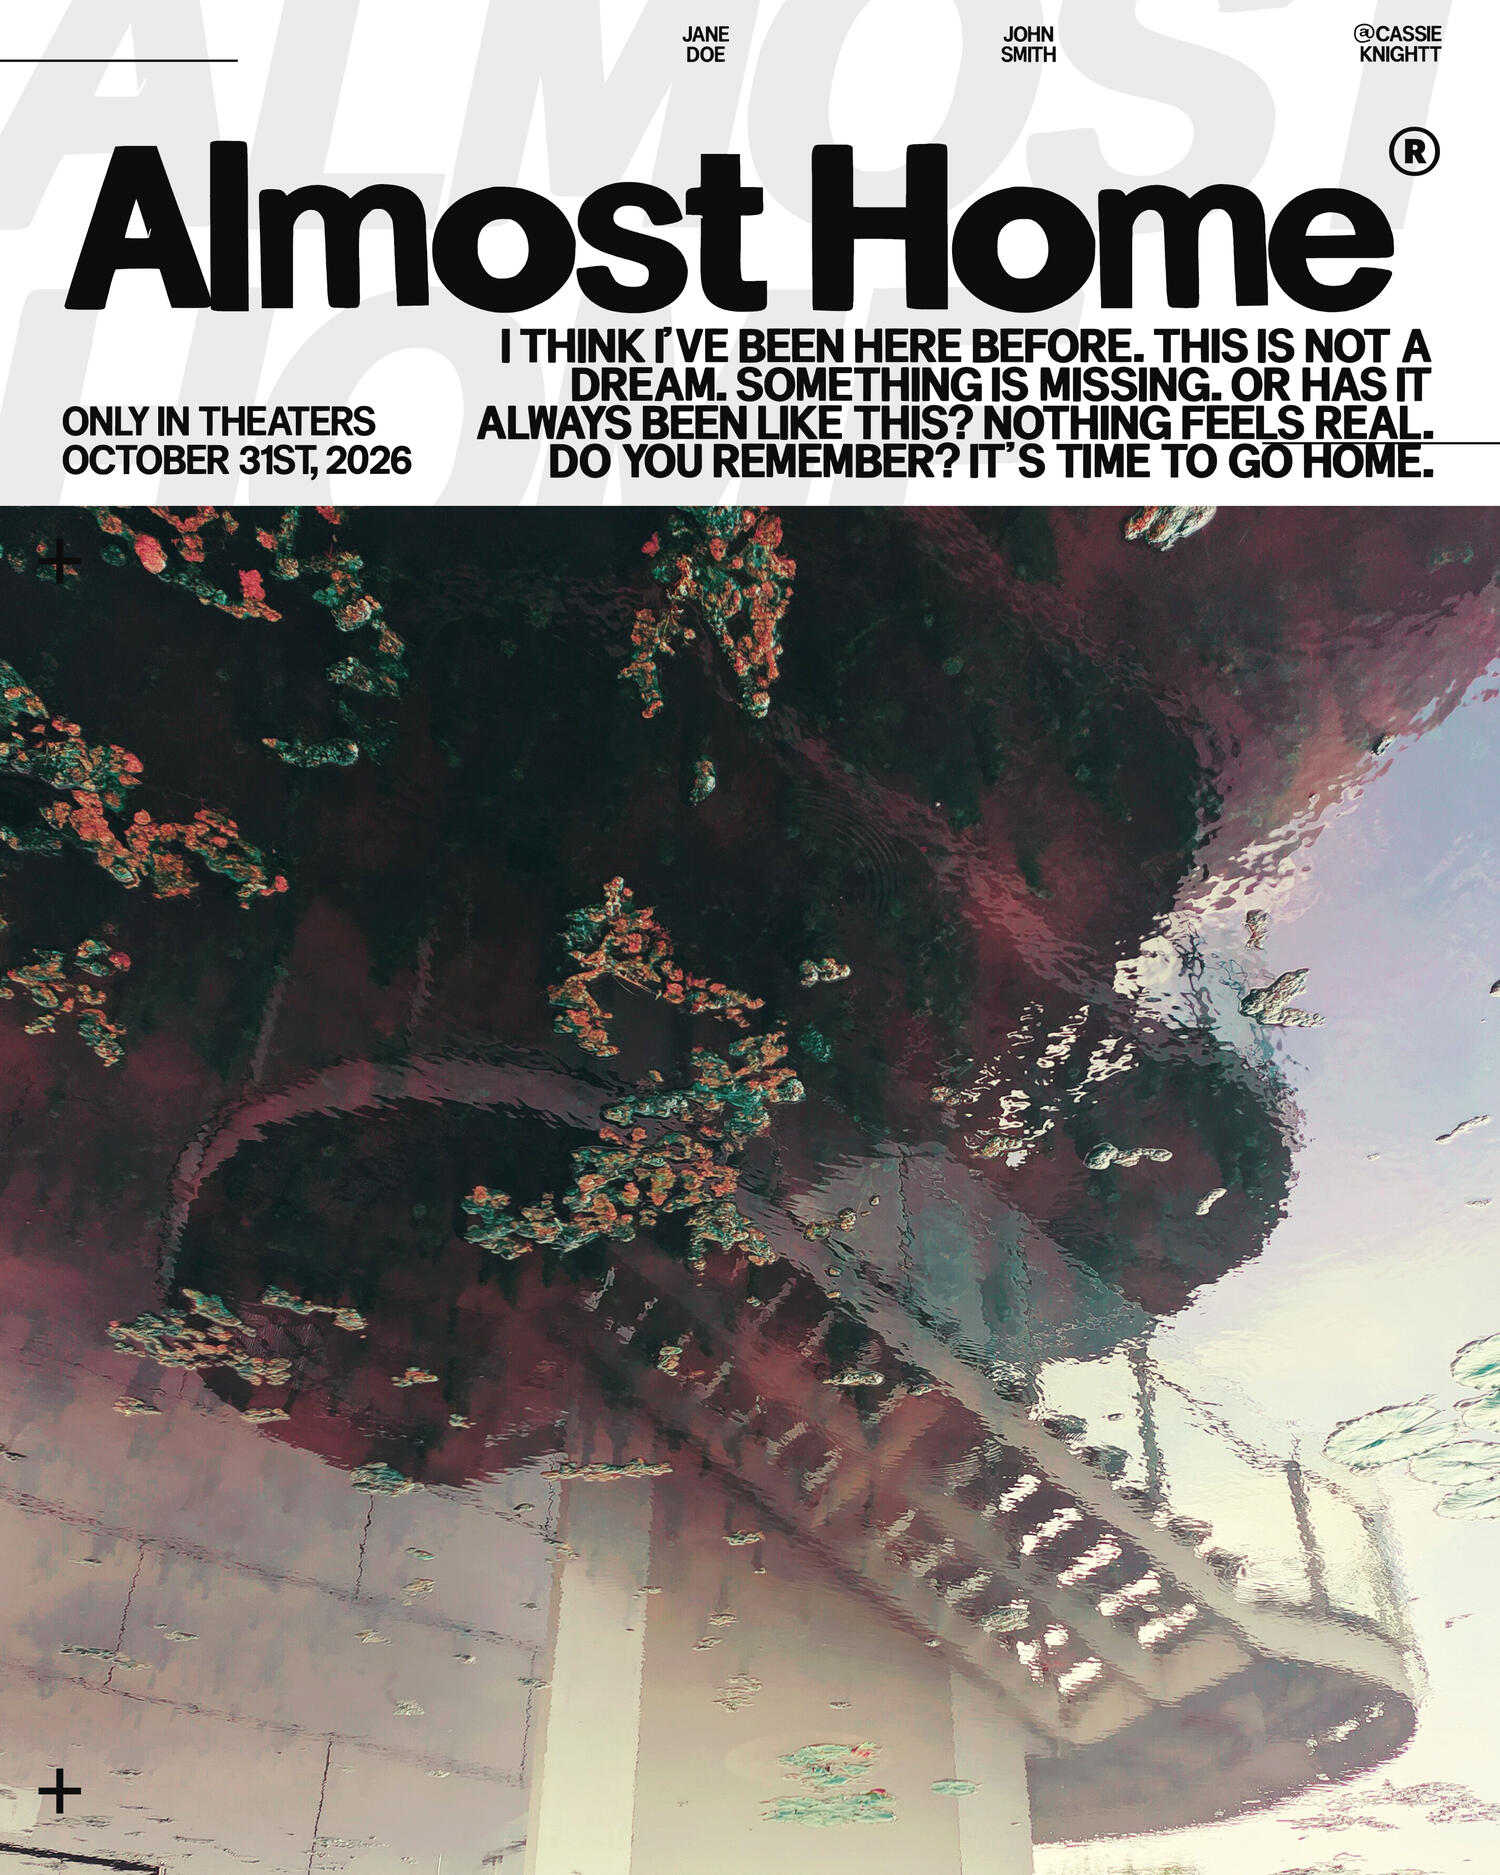 ALMOST
HOME
JANE
DOE
JOHN
SMITH
@CASSIE
KNIGHTT
Almost Home®
I THINK I'VE BEEN HERE BEFORE. THIS IS NOT A
DREAM. SOMETHING IS MISSING. OR HAS IT
ALWAYS BEEN LIKE THIS? NOTHING FEELS REAL.
DO YOU REMEMBER? IT'S TIME TO GO HOME.
ONLY IN THEATERS
OCTOBER 31ST, 2026